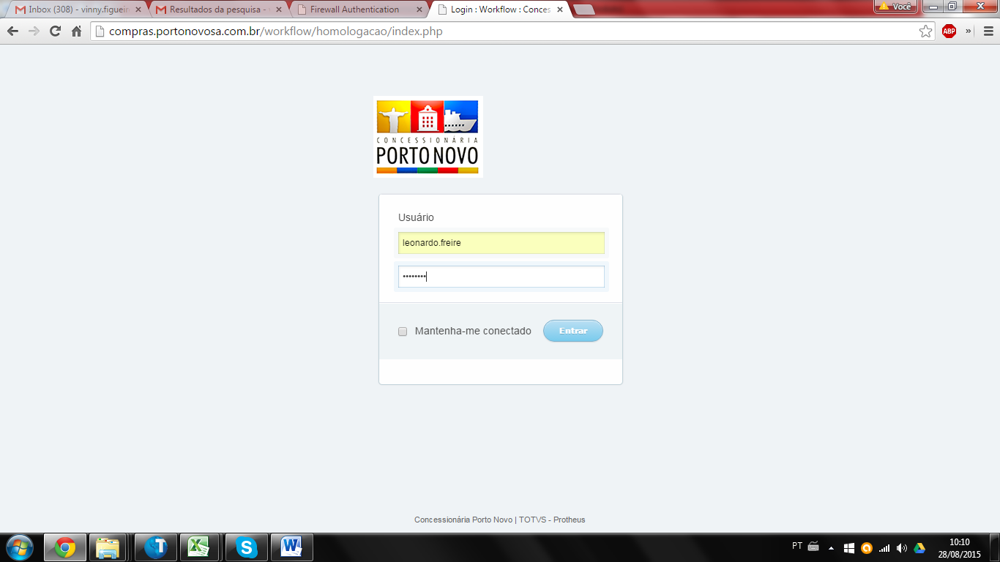 Inbox (308) - vinny.figueir
Resultados da pesquisa - v
Firewall Authentication
Login : Workflow : Conces
Você
compras.portonovosa.com.br/workflow/homologacao/index.php
ABP
»
CONCESSIONÁRIA
PORTO NOVO
Usuário
leonardo.freire
••••••••
Mantenha-me conectado
Entrar
Concessionária Porto Novo | TOTVS - Protheus
PT
10:10
28/08/2015